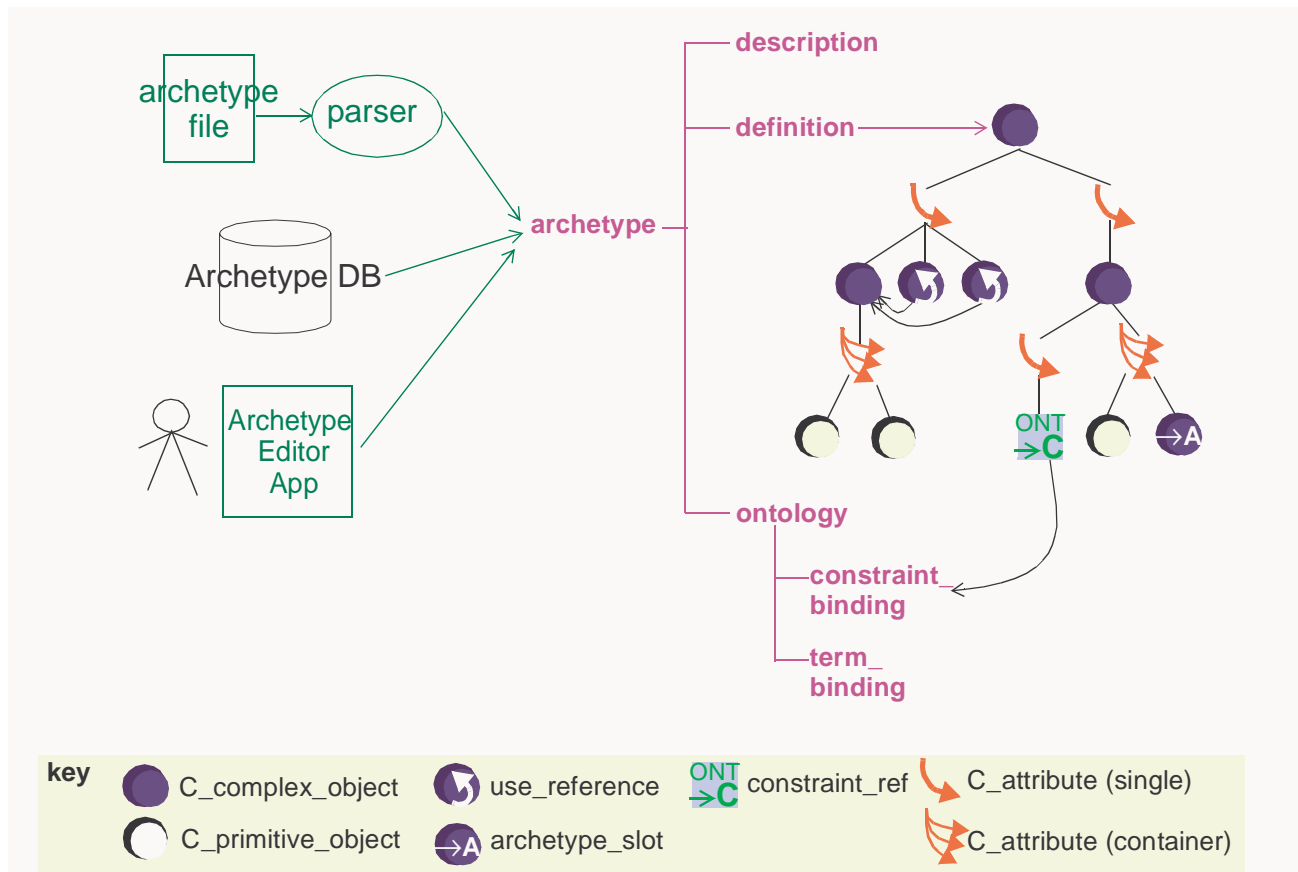 description
archetype
file
parser
definition
archetype
Archetype DB
Archetype
Editor
App
ONT
C
A
ontology
constraint_
binding
term_
binding
key
C_complex_object
use_reference
ONT
C
constraint_ref
C_attribute (single)
C_primitive_object
A
archetype_slot
C_attribute (container)